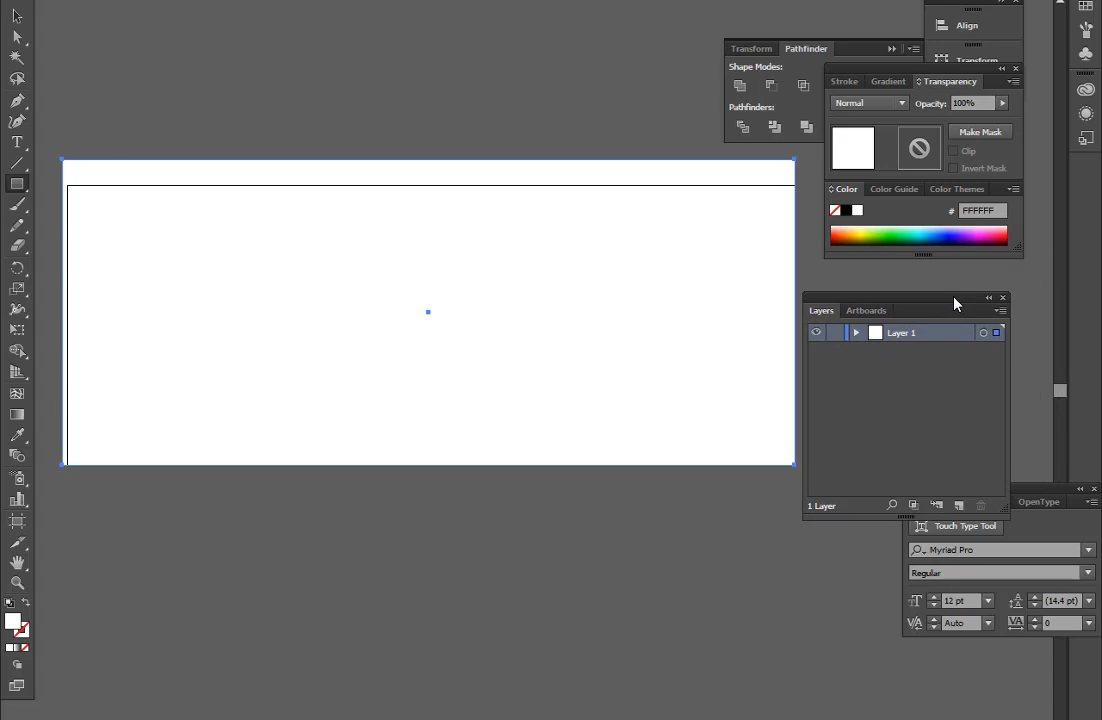 Align
Transform
Transform Pathfinder
Shape Modes:
Pathfinders:
Stroke Gradient Transparency
Normal Opacity: 100%
Make Mask
Clip
Invert Mask
Color Color Guide Color Themes
# FFFFFF
Layers Artboards
Layer 1
1 Layer
OpenType
Touch Type Tool
Myriad Pro
Regular
12 pt (14.4 pt)
Auto 0